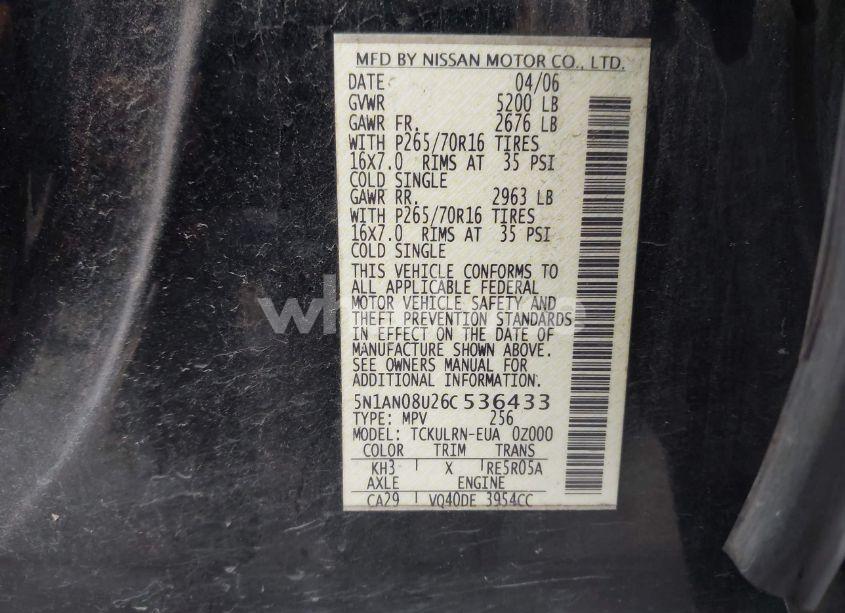 MFD BY NISSAN MOTOR CO., LTD.
DATE 04/06
GVWR 5200 LB
GAWR FR. 2676 LB
WITH P265/70R16 TIRES
16X7.0 RIMS AT 35 PSI
COLD SINGLE
GAWR RR. 2963 LB
WITH P265/70R16 TIRES
16X7.0 RIMS AT 35 PSI
COLD SINGLE
THIS VEHICLE CONFORMS TO
ALL APPLICABLE FEDERAL
MOTOR VEHICLE SAFETY AND
THEFT PREVENTION STANDARDS
IN EFFECT ON THE DATE OF
MANUFACTURE SHOWN ABOVE.
SEE OWNERS MANUAL FOR
ADDITIONAL INFORMATION.
5N1AN08U26C536433
TYPE: MPV 256
MODEL: TCKULRN-EUA 0Z000
COLOR TRIM TRANS
KH3 X RE5R05A
AXLE ENGINE
CA29 VQ40DE 3954CC